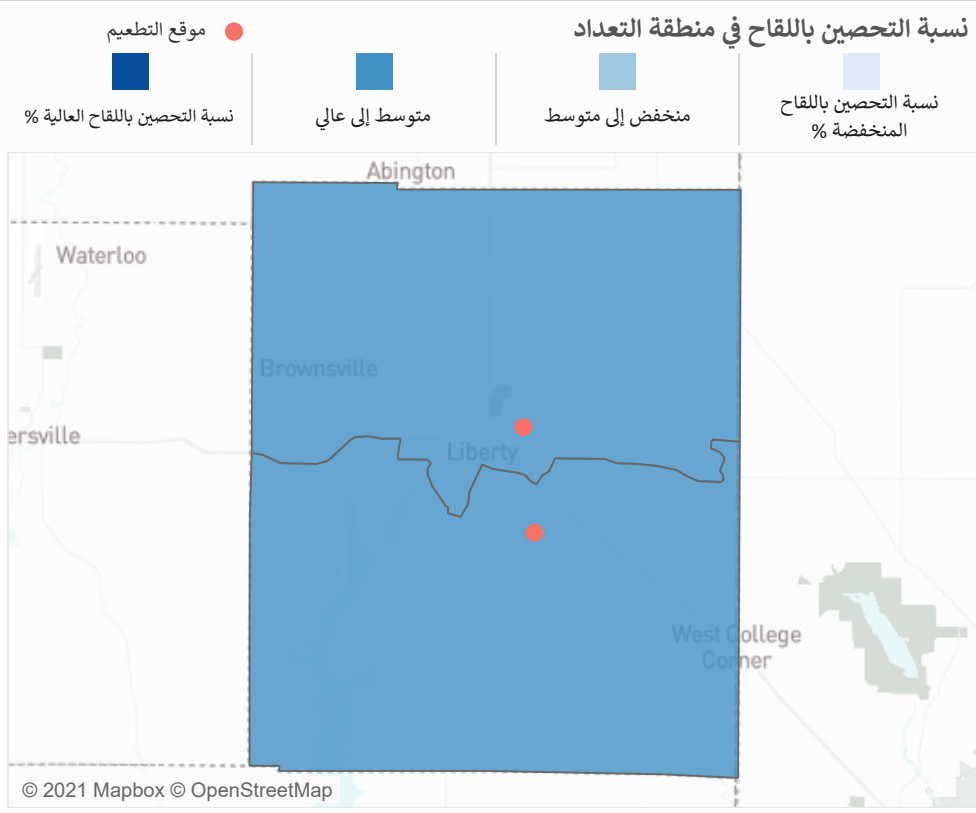 نسبة التحصين باللقاح في منطقة التعداد
موقع التطعيم
نسبة التحصين باللقاح
المنخفضة %
منخفض إلى متوسط
متوسط إلى عالي
نسبة التحصين باللقاح العالية %
Abington
Waterloo
Brownsville
ersville
Liberty
West College
Corner
© 2021 Mapbox © OpenStreetMap